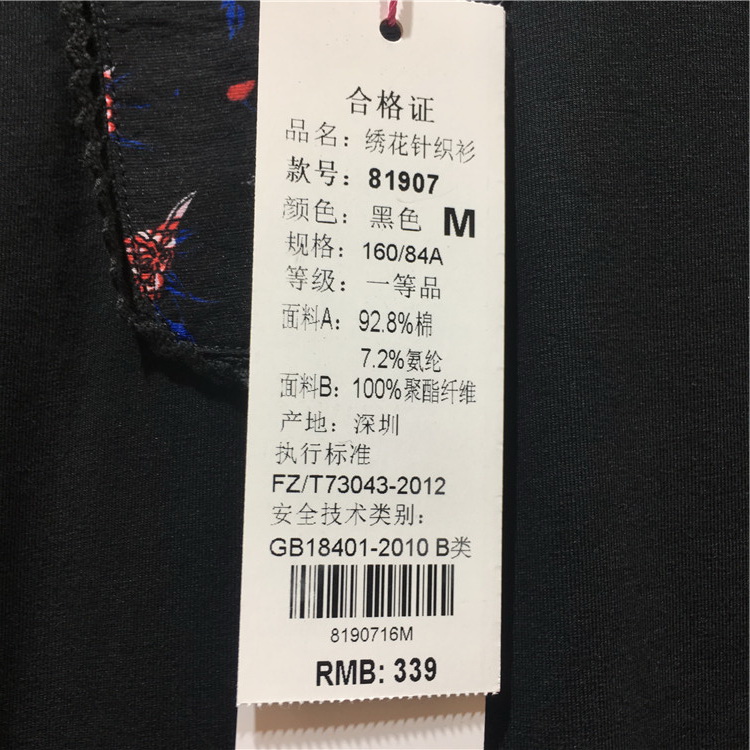 合格证
品名：绣花针织衫
款号：81907
颜色：黑色 M
规格：160/84A
等级：一等品
面料A：92.8%棉
7.2%氨纶
面料B：100%聚酯纤维
产地：深圳
执行标准
FZ/T73043-2012
安全技术类别：
GB18401-2010 B类
8190716M
RMB: 339